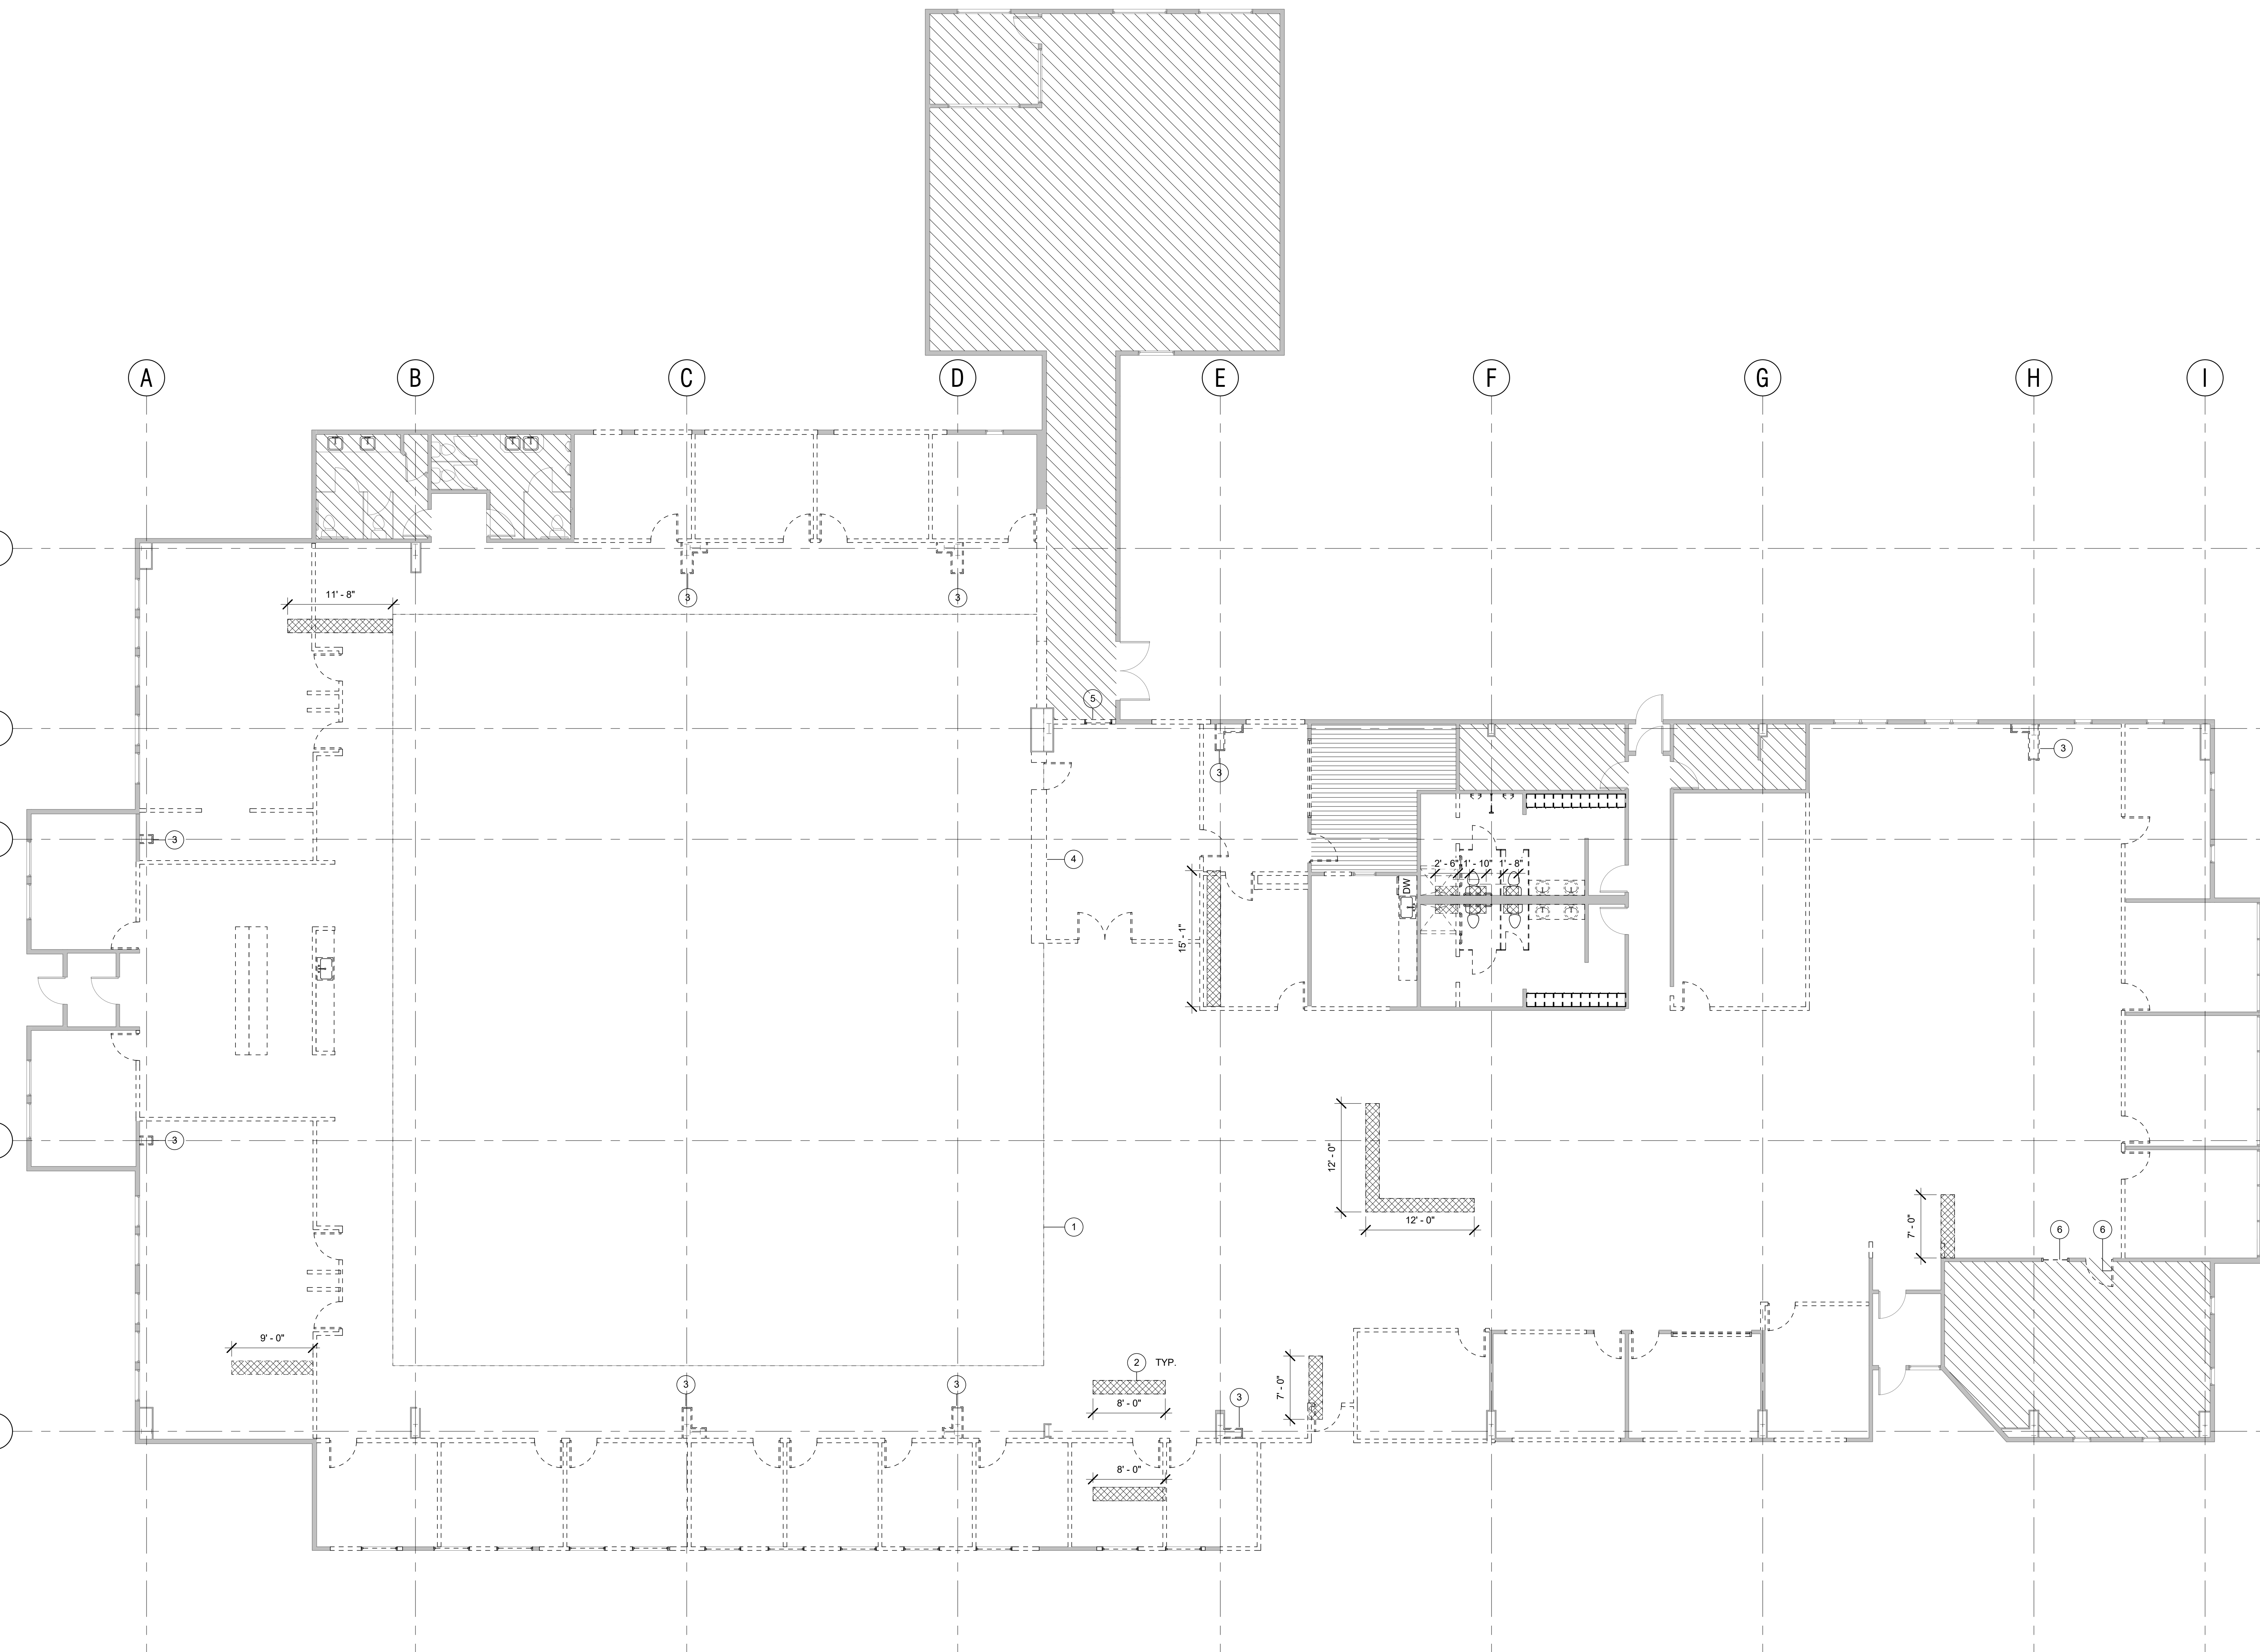 A
B
C
D
E
F
G
H
I
11' - 8"
3
3
5
3
3
3
4
2' - 6"
1' - 10"
1' - 8"
DW
15' - 1"
3
12' - 0"
12' - 0"
7' - 0"
1
6
6
9' - 0"
2
TYP.
7' - 0"
3
3
8' - 0"
3
8' - 0"